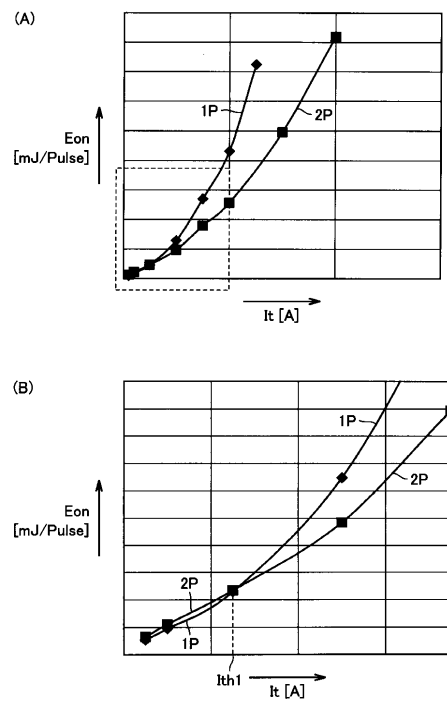 (A)
1P
2P
Eon
[mJ/Pulse]
It [A]
(B)
1P
2P
Eon
[mJ/Pulse]
2P
1P
Ith1
It [A]